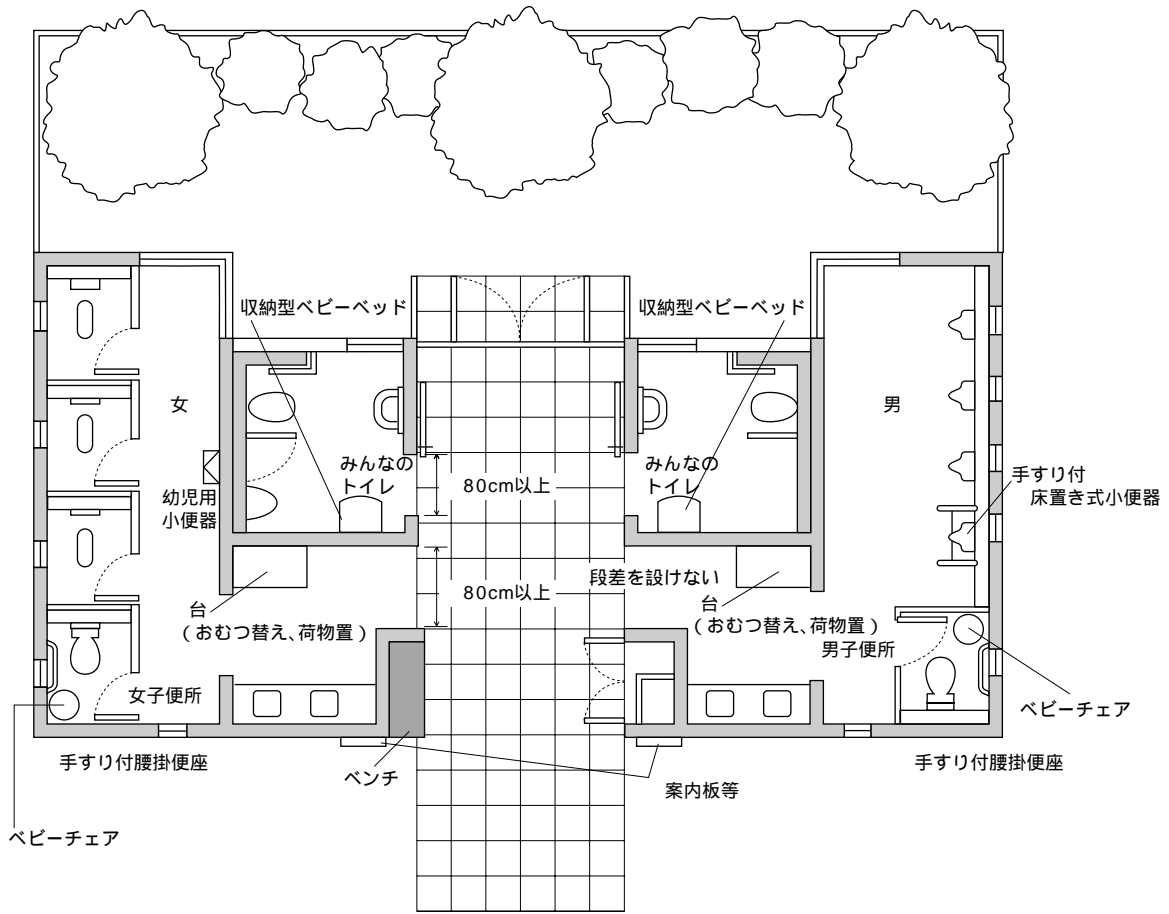 収納型ベビーベッド
収納型ベビーベッド
女
男
みんなの
トイレ
みんなの
トイレ
80cm以上
手すり付
床置き式小便器
幼児用
小便器
80cm以上
段差を設けない
台
(おむつ替え、荷物置)
台
(おむつ替え、荷物置)
男子便所
女子便所
ベビーチェア
手すり付腰掛便座
ベンチ
手すり付腰掛便座
案内板等
ベビーチェア